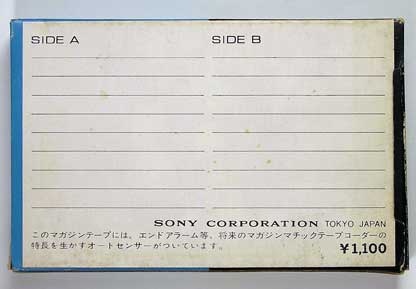 SIDE A SIDE B
SONY CORPORATION TOKYO JAPAN
このマガジンテープには、エンドアラーム等、将来のマガジンマチックテープコーダーの
特長を生かすオートセンサーがついています。
¥1,100